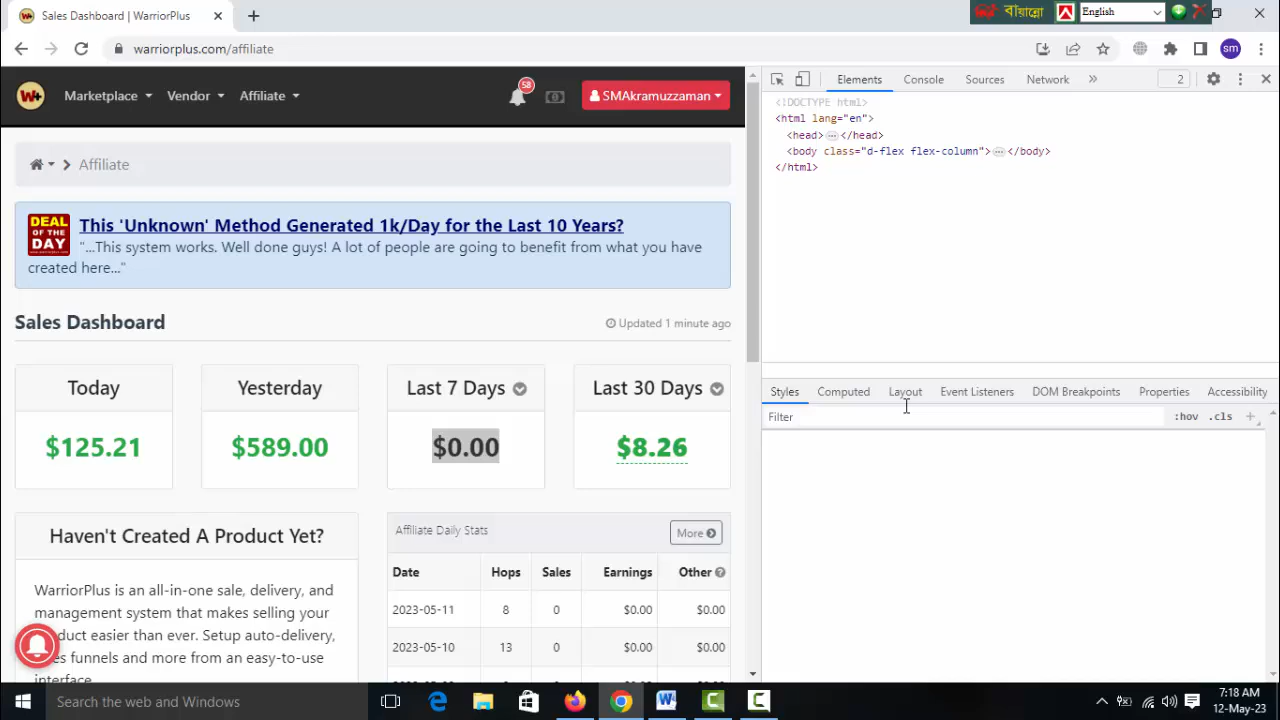 Sales Dashboard | WarriorPlus
বায়ান্নো
English
warriorplus.com/affiliate
sm
W+
Marketplace
Vendor
Affiliate
58
SMAkramuzzaman
Elements
Console
Sources
Network
2
<!DOCTYPE html>
<html lang="en">
<head> ... </head>
<body class="d-flex flex-column"> ... </body>
</html>
Affiliate
DEAL OF THE DAY
This 'Unknown' Method Generated 1k/Day for the Last 10 Years?
"...This system works. Well done guys! A lot of people are going to benefit from what you have
created here..."
Sales Dashboard
Updated 1 minute ago
Today
Yesterday
Last 7 Days
Last 30 Days
$125.21
$589.00
$0.00
$8.26
Styles
Computed
Layout
Event Listeners
DOM Breakpoints
Properties
Accessibility
Filter
:hov
.cls
Haven't Created A Product Yet?
WarriorPlus is an all-in-one sale, delivery, and
management system that makes selling your
product easier than ever. Setup auto-delivery,
funnels and more from an easy-to-use
interface.
Affiliate Daily Stats
More
Date Hops Sales Earnings Other
2023-05-11 8 0 $0.00 $0.00
2023-05-10 13 0 $0.00 $0.00
Search the web and Windows
7:18 AM
12-May-23